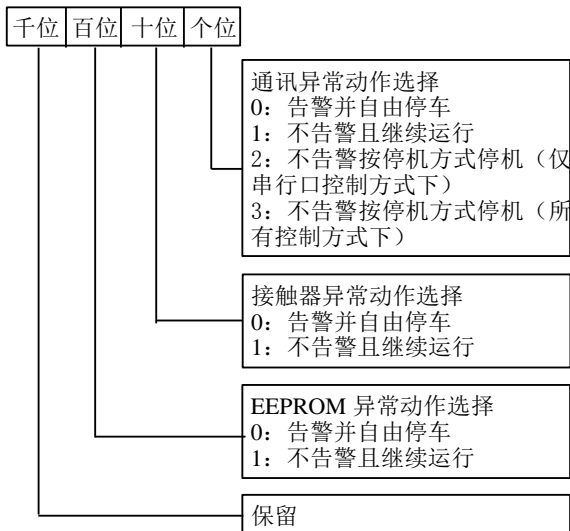 千位 百位 十位 个位
通讯异常动作选择
0：告警并自由停车
1：不告警且继续运行
2：不告警按停机方式停机（仅
串行口控制方式下）
3：不告警按停机方式停机（所
有控制方式下）
接触器异常动作选择
0：告警并自由停车
1：不告警且继续运行
EEPROM 异常动作选择
0：告警并自由停车
1：不告警且继续运行
保留